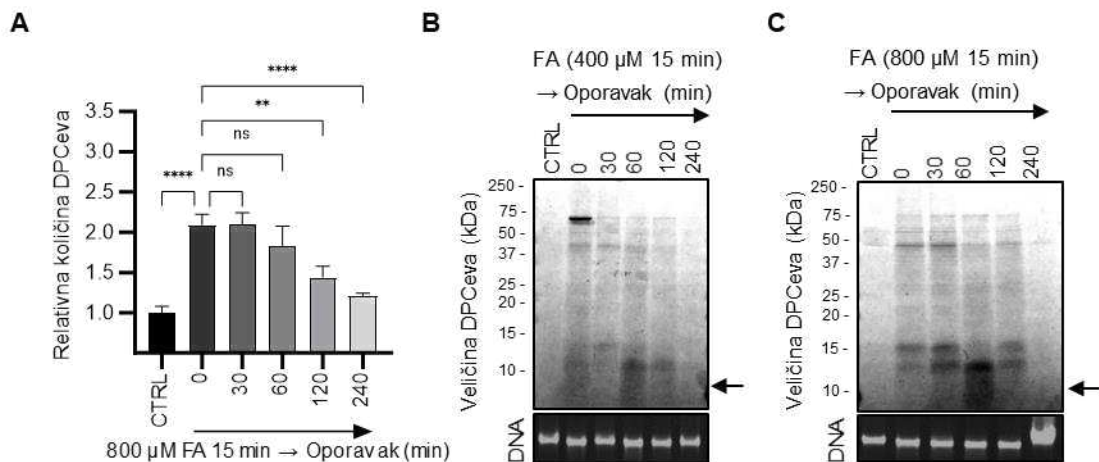 A
****
**
ns
**** ns
3.5
3.0
2.5
2.0
1.5
1.0
Relativna količina DPCeva
CTRL
0
30
60
120
240
800 µM FA 15 min → Oporavak (min)
B
FA (400 µM 15 min)
→ Oporavak (min)
CTRL
0
30
60
120
240
250 -
75 -
50 -
37 -
25 -
20 -
15 -
10 -
Veličina DPCeva (kDa)
DNA
C
FA (800 µM 15 min)
→ Oporavak (min)
CTRL
0
30
60
120
240
250 -
75 -
50 -
37 -
25 -
20 -
15 -
10 -
Veličina DPCeva (kDa)
DNA